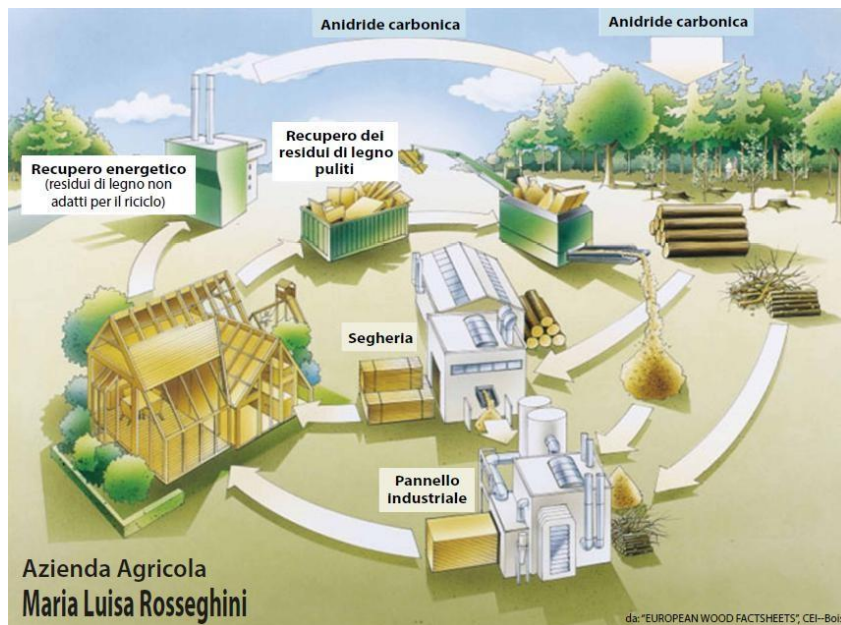 Anidride carbonica
Anidride carbonica
Recupero dei
residui di legno
puliti
Recupero energetico
(residui di legno non
adatti per il riciclo)
Segheria
Pannello
industriale
Azienda Agricola
Maria Luisa Rosseghini
da: "EUROPEAN WOOD FACTSHEETS", CEI--Bois